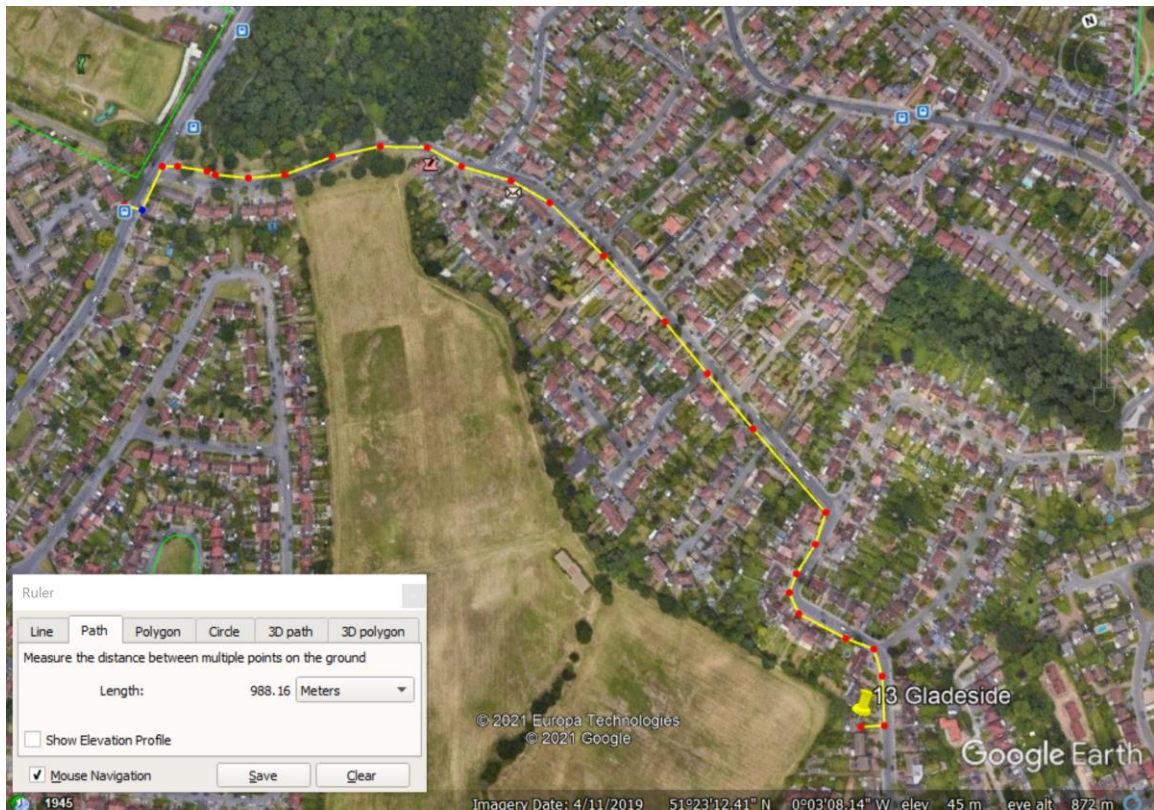 N
Ruler
Line Path Polygon Circle 3D path 3D polygon
Measure the distance between multiple points on the ground
Length: 988.16 Meters
Show Elevation Profile
Mouse Navigation Save Clear
13 Gladeside
© 2021 Europa Technologies
© 2021 Google
Google Earth
1945
Imagery Date: 4/11/2019 51°23'12.41" N 0°03'08.14" W elev 45 m eye alt 872 m